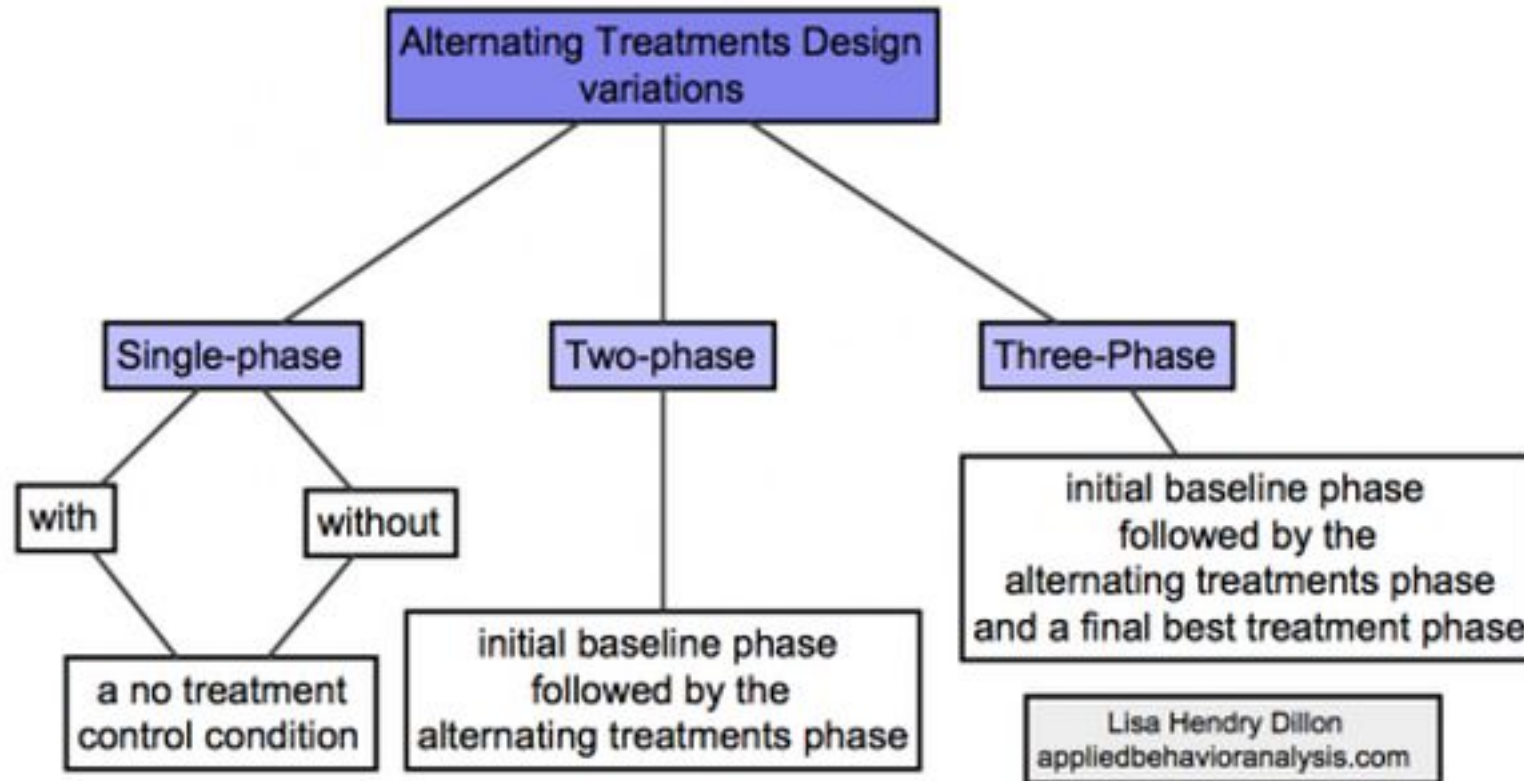 Alternating Treatments Design
variations
Single-phase
Two-phase
Three-Phase
with
without
a no treatment
control condition
initial baseline phase
followed by the
alternating treatments phase
initial baseline phase
followed by the
alternating treatments phase
and a final best treatment phase
Lisa Hendry Dillon
appliedbehavioranalysis.com